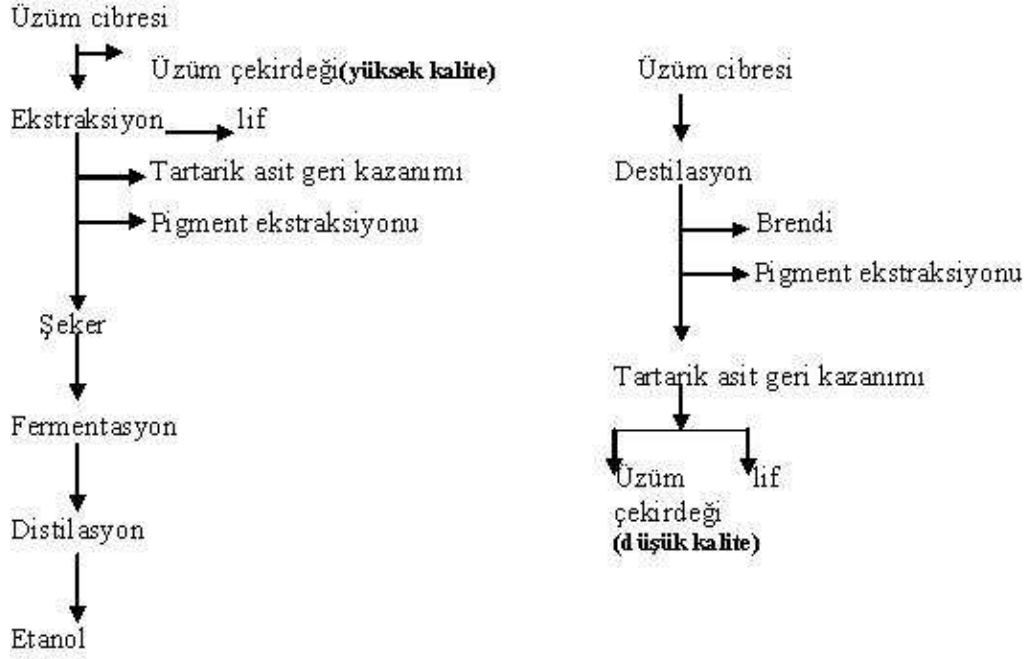 Üzüm cibresi
Üzüm çekirdeği(yüksek kalite)
Ekstraksiyon
lif
Tartarik asit geri kazanımı
Pigment ekstraksiyonu
Şeker
Fermentasyon
Distilasyon
Etanol
Üzüm cibresi
Destilasyon
Brendi
Pigment ekstraksiyonu
Tartarik asit geri kazanımı
Üzüm
çekirdeği
(düşük kalite)
lif